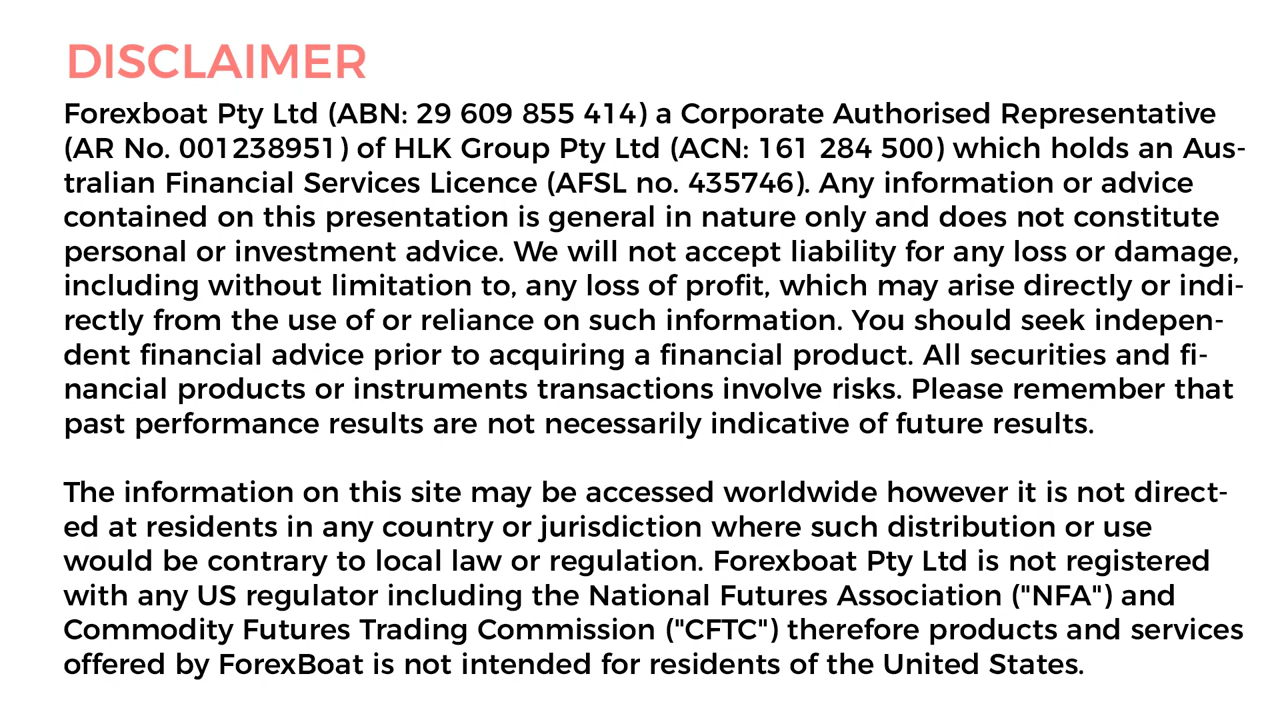 DISCLAIMER
Forexboat Pty Ltd (ABN: 29 609 855 414) a Corporate Authorised Representative
(AR No. 001238951) of HLK Group Pty Ltd (ACN: 161 284 500) which holds an Aus-
tralian Financial Services Licence (AFSL no. 435746). Any information or advice
contained on this presentation is general in nature only and does not constitute
personal or investment advice. We will not accept liability for any loss or damage,
including without limitation to, any loss of profit, which may arise directly or indi-
rectly from the use of or reliance on such information. You should seek indepen-
dent financial advice prior to acquiring a financial product. All securities and fi-
nancial products or instruments transactions involve risks. Please remember that
past performance results are not necessarily indicative of future results.
The information on this site may be accessed worldwide however it is not direct-
ed at residents in any country or jurisdiction where such distribution or use
would be contrary to local law or regulation. Forexboat Pty Ltd is not registered
with any US regulator including the National Futures Association ("NFA") and
Commodity Futures Trading Commission ("CFTC") therefore products and services
offered by ForexBoat is not intended for residents of the United States.